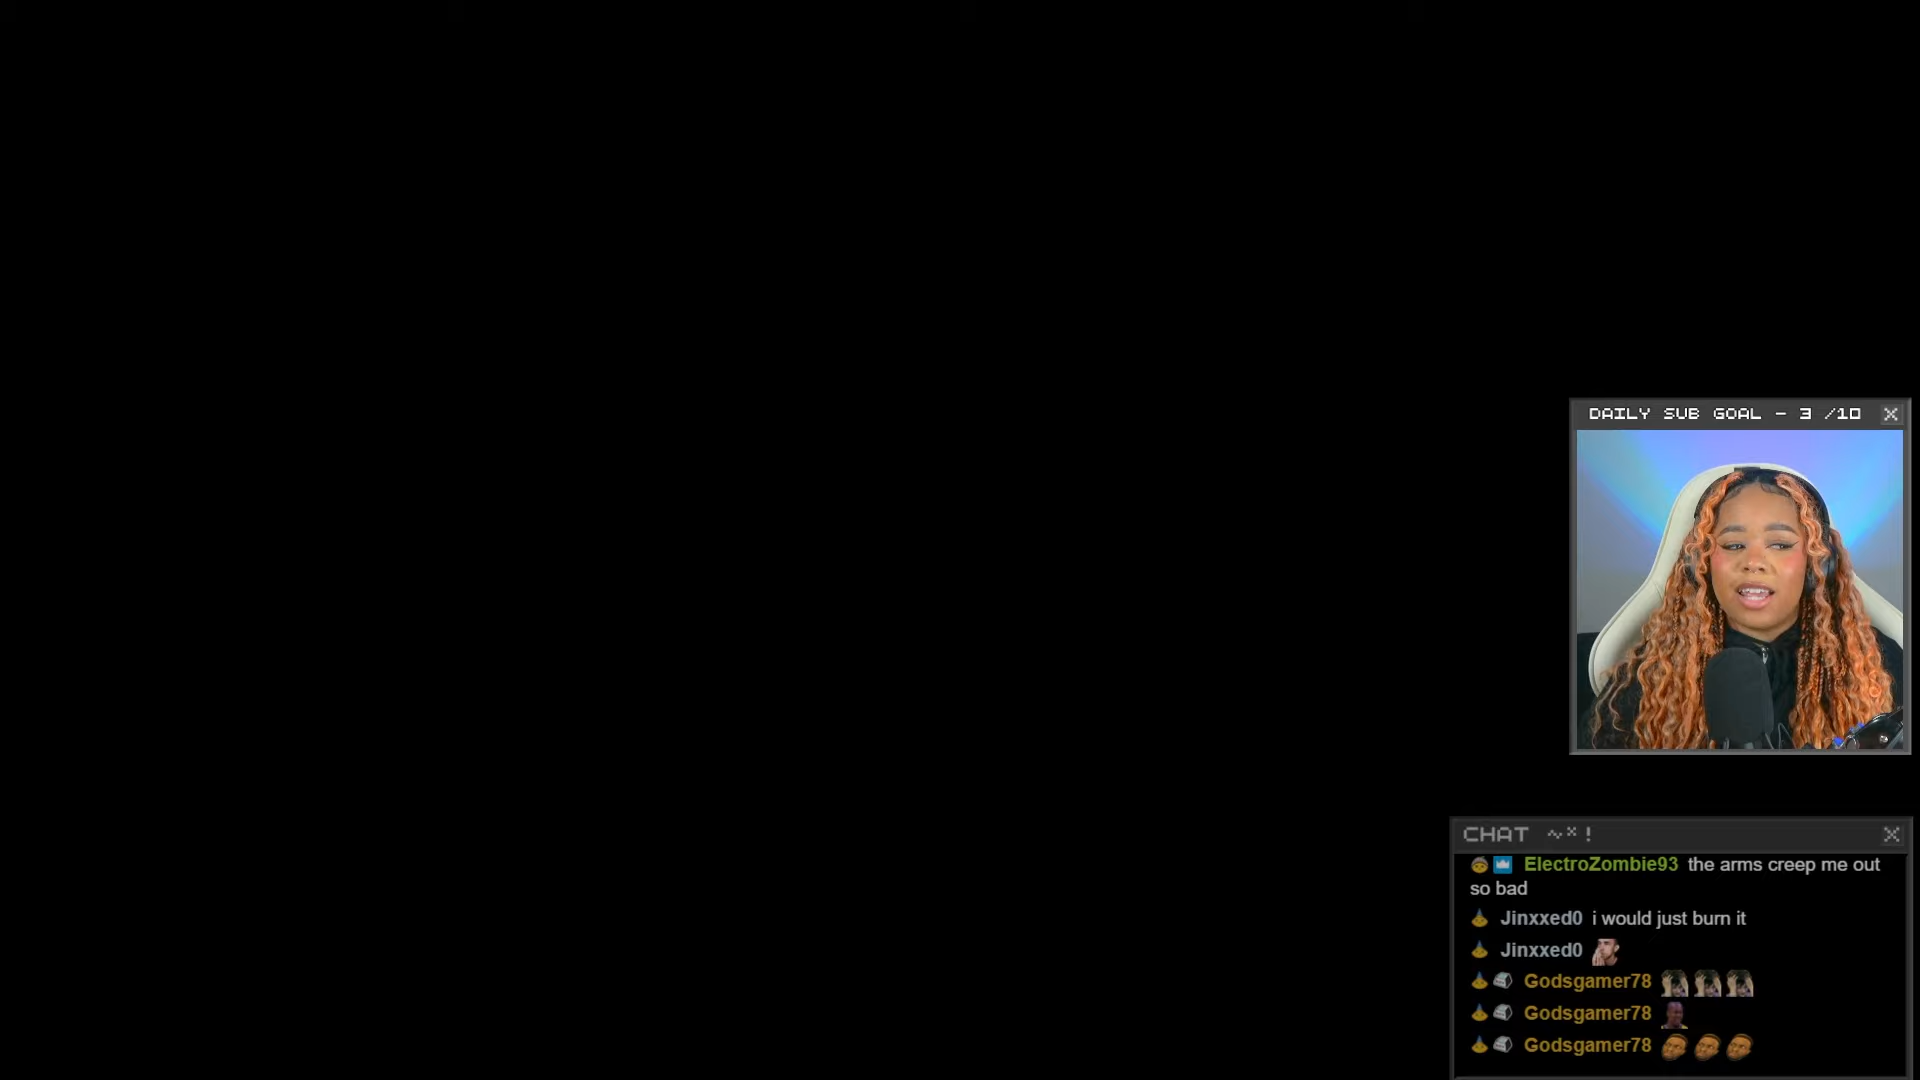 DAILY SUB GOAL - 3 /10
CHAT ~× !
ElectroZombie93 the arms creep me out
so bad
Jinxxed0 i would just burn it
Jinxxed0
Godsgamer78
Godsgamer78
Godsgamer78